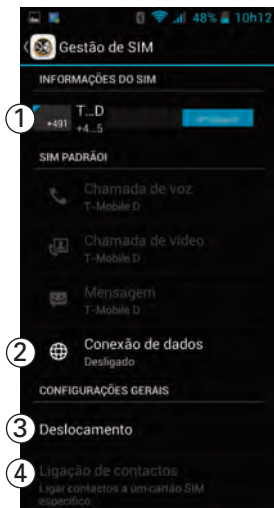 48% 10h12
Gestão de SIM
INFORMAÇÕES DO SIM
1
T...D
+491
+4...5
SIM PADRÃO!
Chamada de voz
T-Mobile D
Chamada de vídeo
T-Mobile D
Mensagem
T-Mobile D
2
Conexão de dados
Desligado
CONFIGURAÇÕES GERAIS
3
Deslocamento
4
Ligação de contactos
Ligar contactos a um cartão SIM
específico